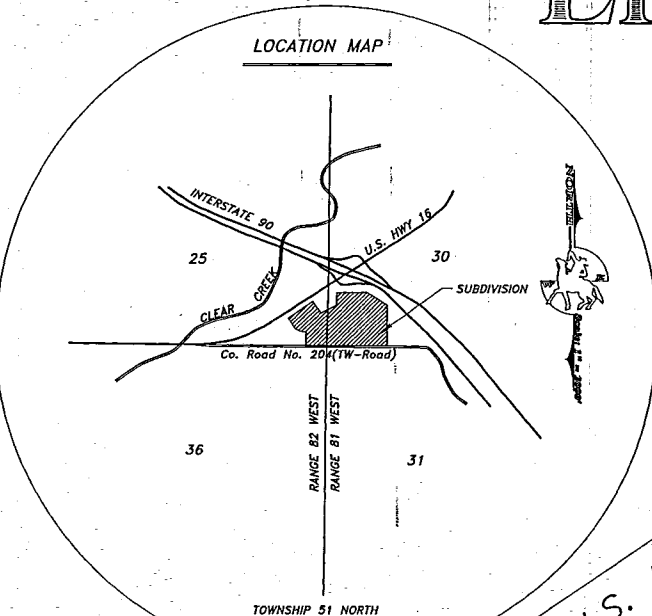 LOCATION MAP
INTERSTATE 90
U.S. HWY 16
NORTH
25
30
CLEAR CREEK
SUBDIVISION
Co. Road No. 204(TW-Road)
RANGE 82 WEST
RANGE 81 WEST
36
31
TOWNSHIP 51 NORTH
S.